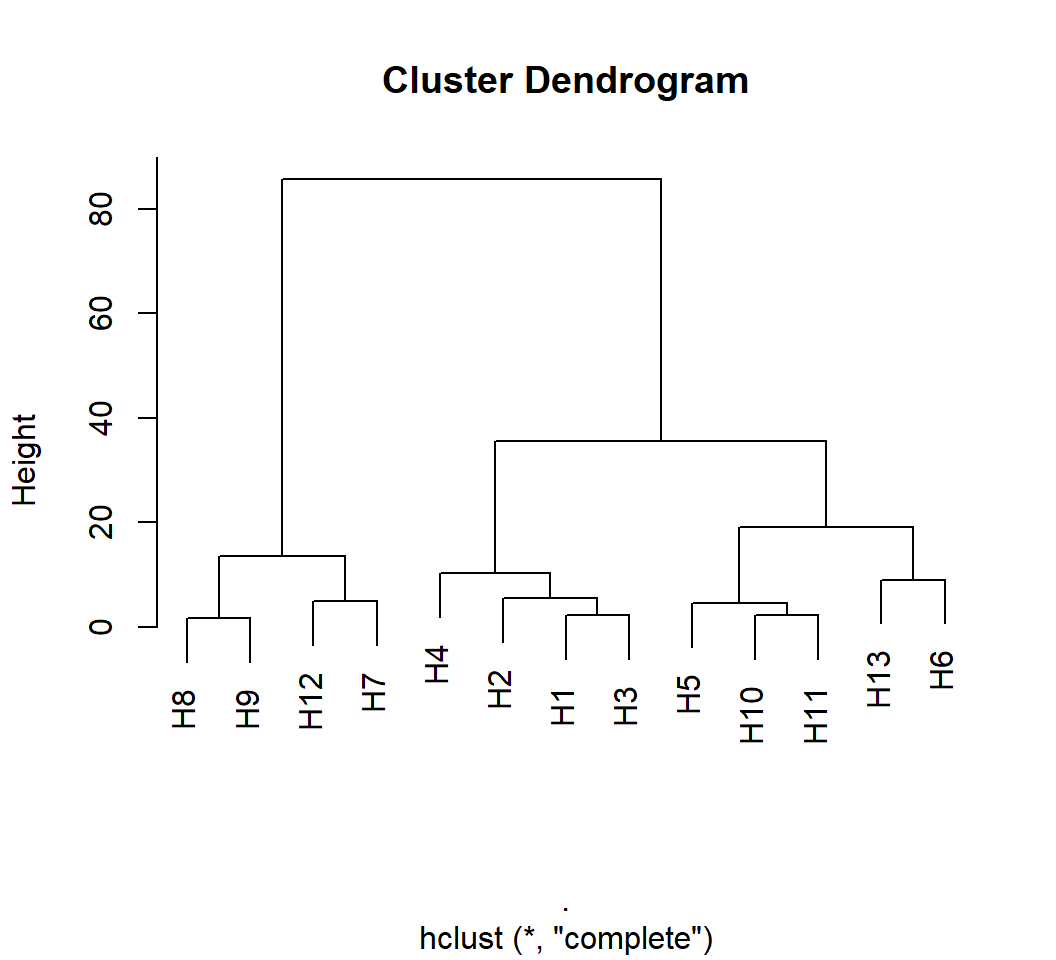 Cluster Dendrogram
Height
80
60
40
20
0
H8
H9
H12
H7
H4
H2
H1
H3
H5
H10
H11
H13
H6
.
hclust (*, "complete")